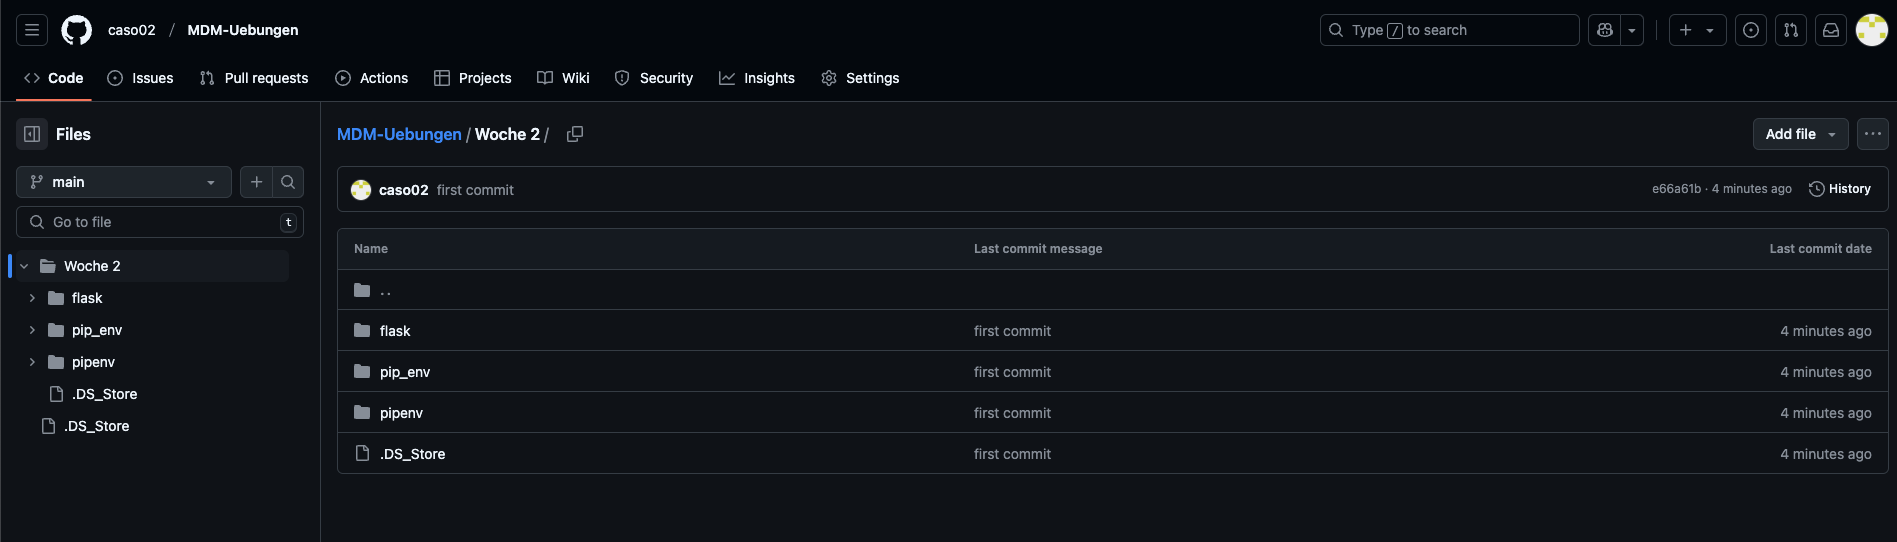 caso02 / MDM-Uebungen
Type / to search
Code
Issues
Pull requests
Actions
Projects
Wiki
Security
Insights
Settings
Files
main
Go to file
t
Woche 2
flask
pip_env
pipenv
.DS_Store
.DS_Store
MDM-Uebungen / Woche 2 /
Add file
caso02 first commit
e66a61b · 4 minutes ago
History
Name Last commit message Last commit date
..
flask first commit 4 minutes ago
pip_env first commit 4 minutes ago
pipenv first commit 4 minutes ago
.DS_Store first commit 4 minutes ago